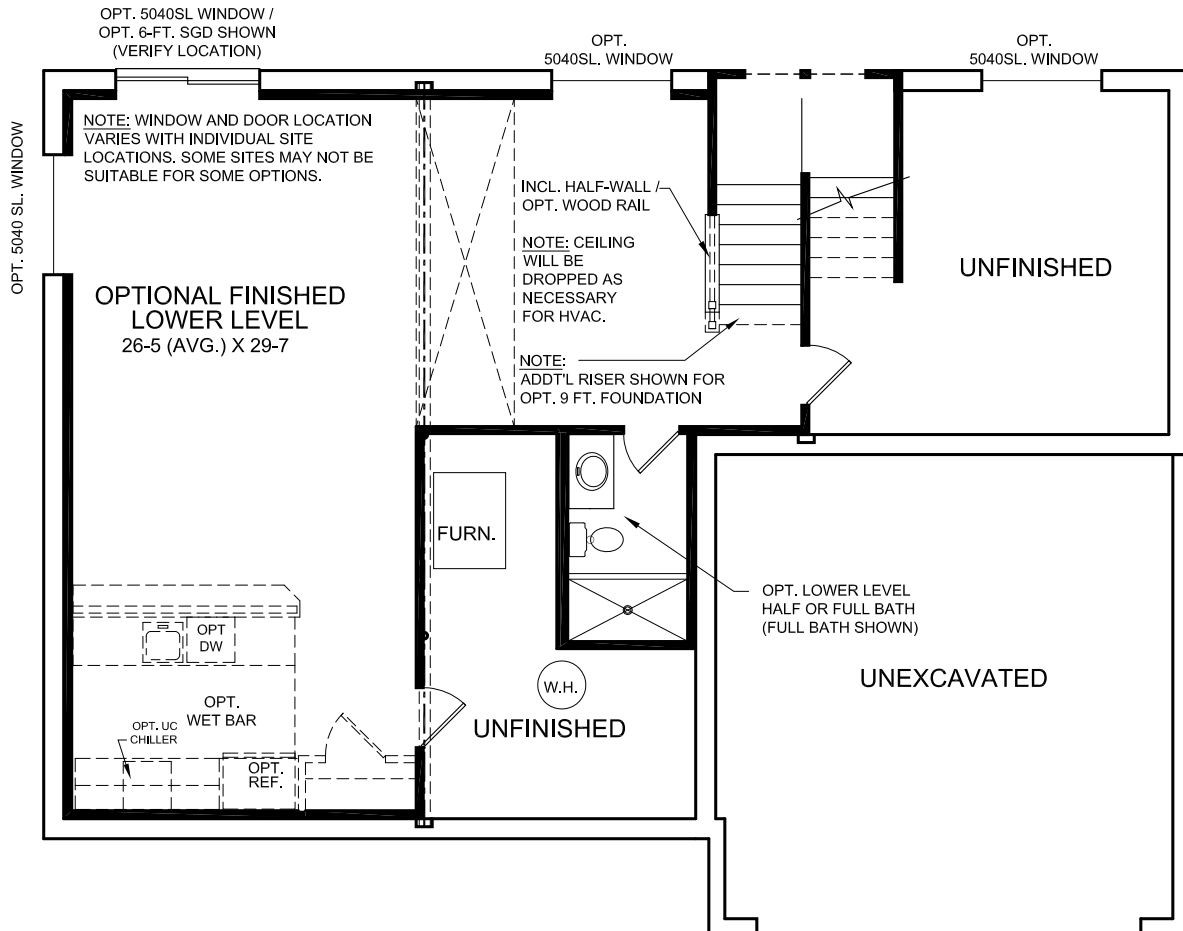 OPT. 5040SL WINDOW /
OPT. 6-FT. SGD SHOWN
(VERIFY LOCATION)
OPT.
5040SL. WINDOW
OPT.
5040SL. WINDOW
OPT. 5040 SL. WINDOW
NOTE: WINDOW AND DOOR LOCATION
VARIES WITH INDIVIDUAL SITE
LOCATIONS. SOME SITES MAY NOT BE
SUITABLE FOR SOME OPTIONS.
INCL. HALF-WALL /
OPT. WOOD RAIL
NOTE: CEILING
WILL BE
DROPPED AS
NECESSARY
FOR HVAC.
UNFINISHED
OPTIONAL FINISHED
LOWER LEVEL
26-5 (AVG.) X 29-7
NOTE:
ADDT'L RISER SHOWN FOR
OPT. 9 FT. FOUNDATION
FURN.
OPT. LOWER LEVEL
HALF OR FULL BATH
(FULL BATH SHOWN)
OPT
DW
UNEXCAVATED
W.H.
OPT.
WET BAR
UNFINISHED
OPT. UC
CHILLER
OPT.
REF.